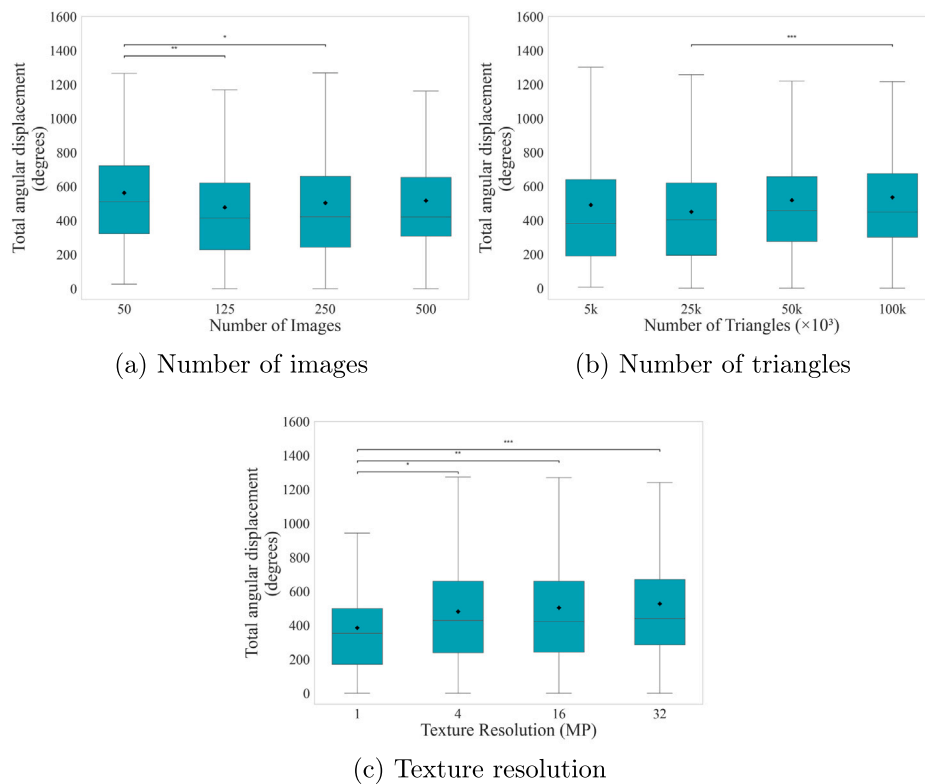 1600
1400
1200
1000
800
600
400
200
0
Total angular displacement
(degrees)
*
**
50 125 250 500
Number of Images
(a) Number of images
1600
1400
1200
1000
800
600
400
200
0
Total angular displacement
(degrees)
***
5k 25k 50k 100k
Number of Triangles (×10³)
(b) Number of triangles
1600
1400
1200
1000
800
600
400
200
0
Total angular displacement
(degrees)
***
**
*
1 4 16 32
Texture Resolution (MP)
(c) Texture resolution